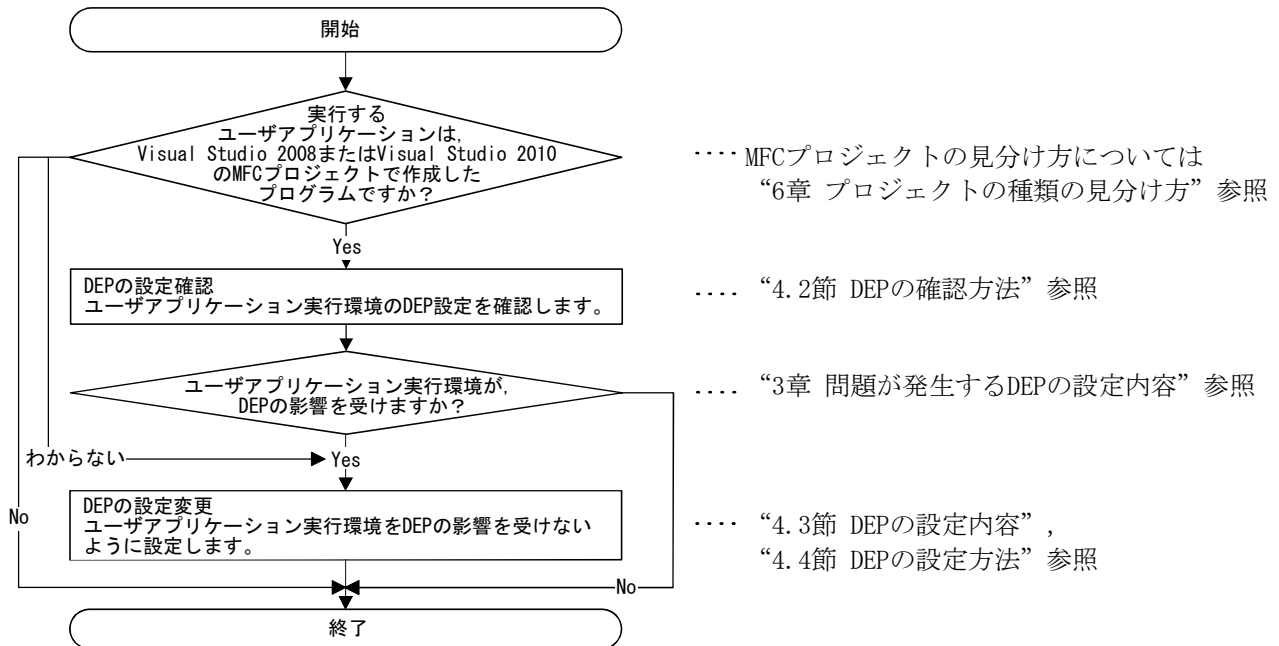 開始
実行する
ユーザアプリケーションは,
Visual Studio 2008またはVisual Studio 2010
のMFCプロジェクトで作成した
プログラムですか？
‥‥MFCプロジェクトの見分け方については
“6章 プロジェクトの種類の見分け方”参照
Yes
DEPの設定確認
ユーザアプリケーション実行環境のDEP設定を確認します。
‥‥ “4.2節 DEPの確認方法”参照
ユーザアプリケーション実行環境が,
DEPの影響を受けますか？
‥‥ “3章 問題が発生するDEPの設定内容”参照
わからない
Yes
No
DEPの設定変更
ユーザアプリケーション実行環境をDEPの影響を受けない
ように設定します。
‥‥ “4.3節 DEPの設定内容”,
“4.4節 DEPの設定方法”参照
No
終了